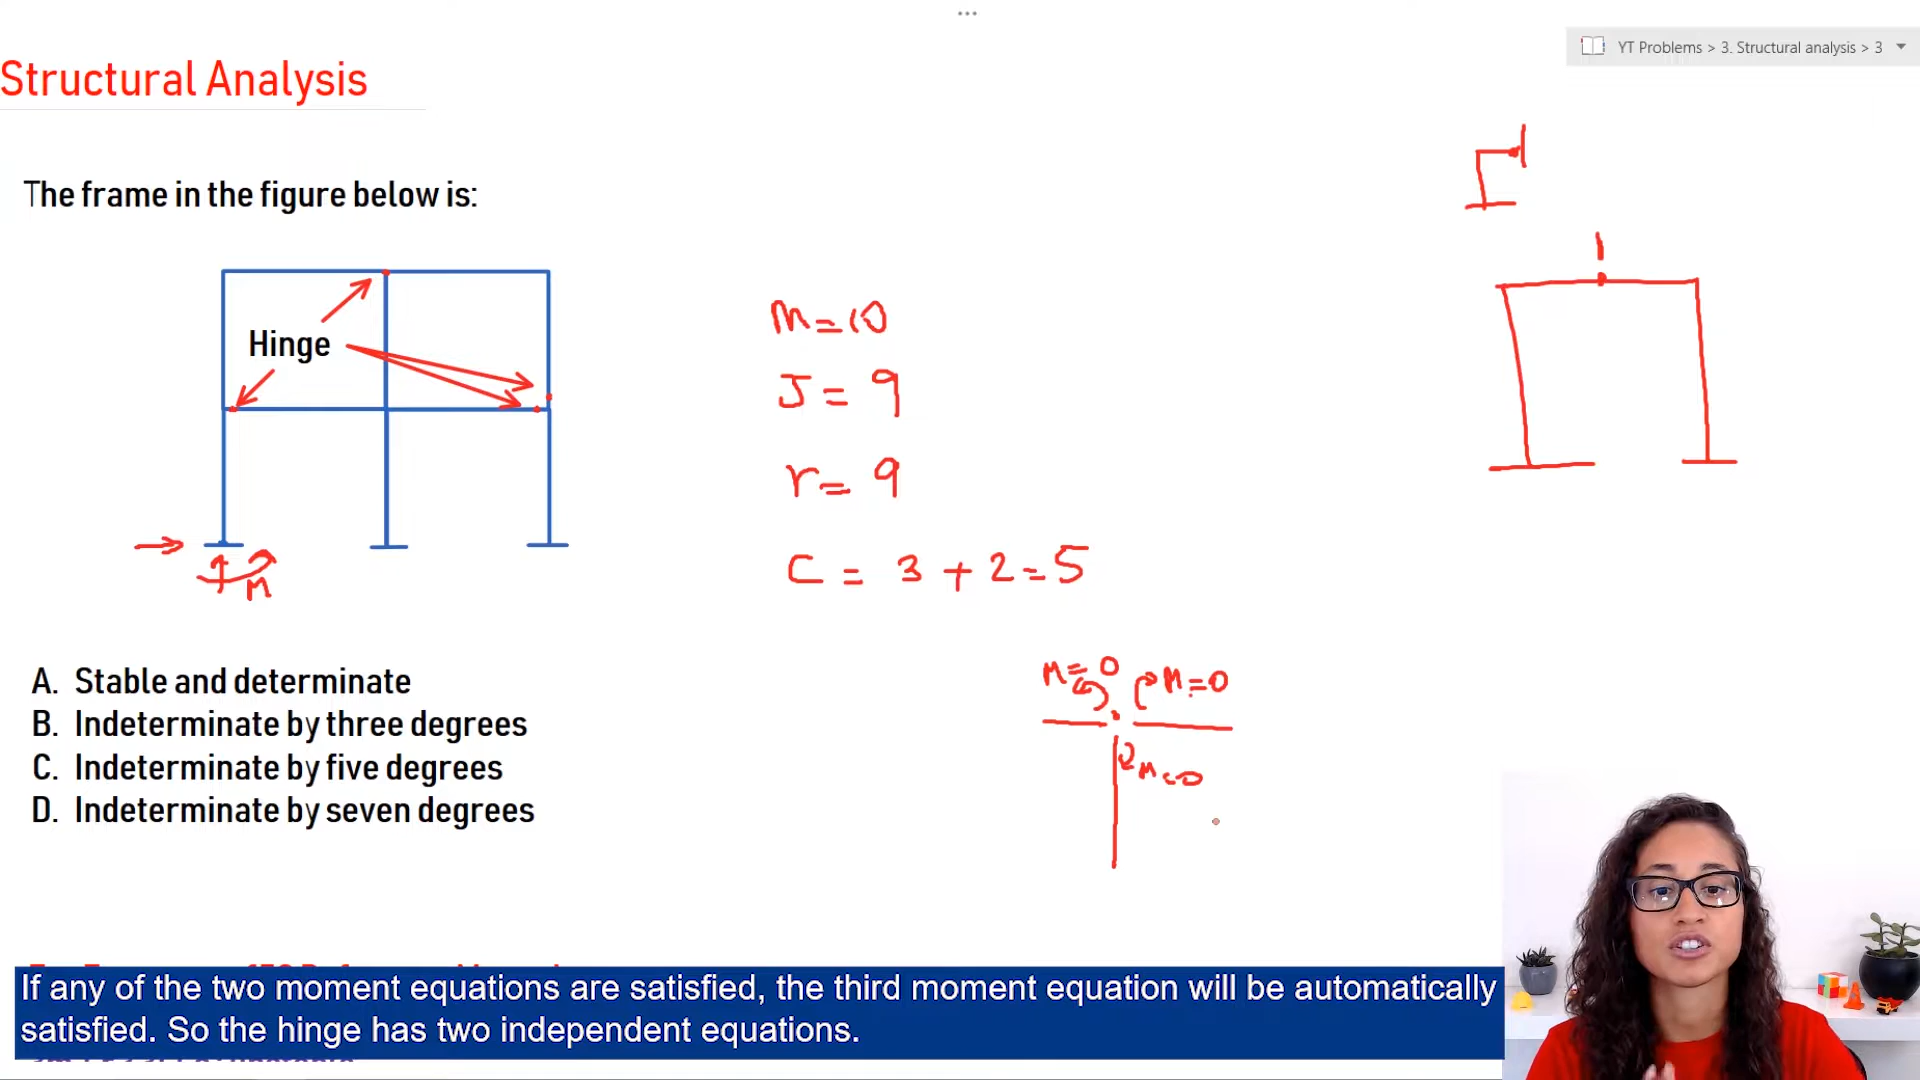 YT Problems > 3. Structural analysis > 3
Structural Analysis
The frame in the figure below is:
Hinge
M
m=10
J= 9
r= 9
C = 3 + 2=5
M=0
M=0
M=0
A. Stable and determinate
B. Indeterminate by three degrees
C. Indeterminate by five degrees
D. Indeterminate by seven degrees
If any of the two moment equations are satisfied, the third moment equation will be automatically
satisfied. So the hinge has two independent equations.